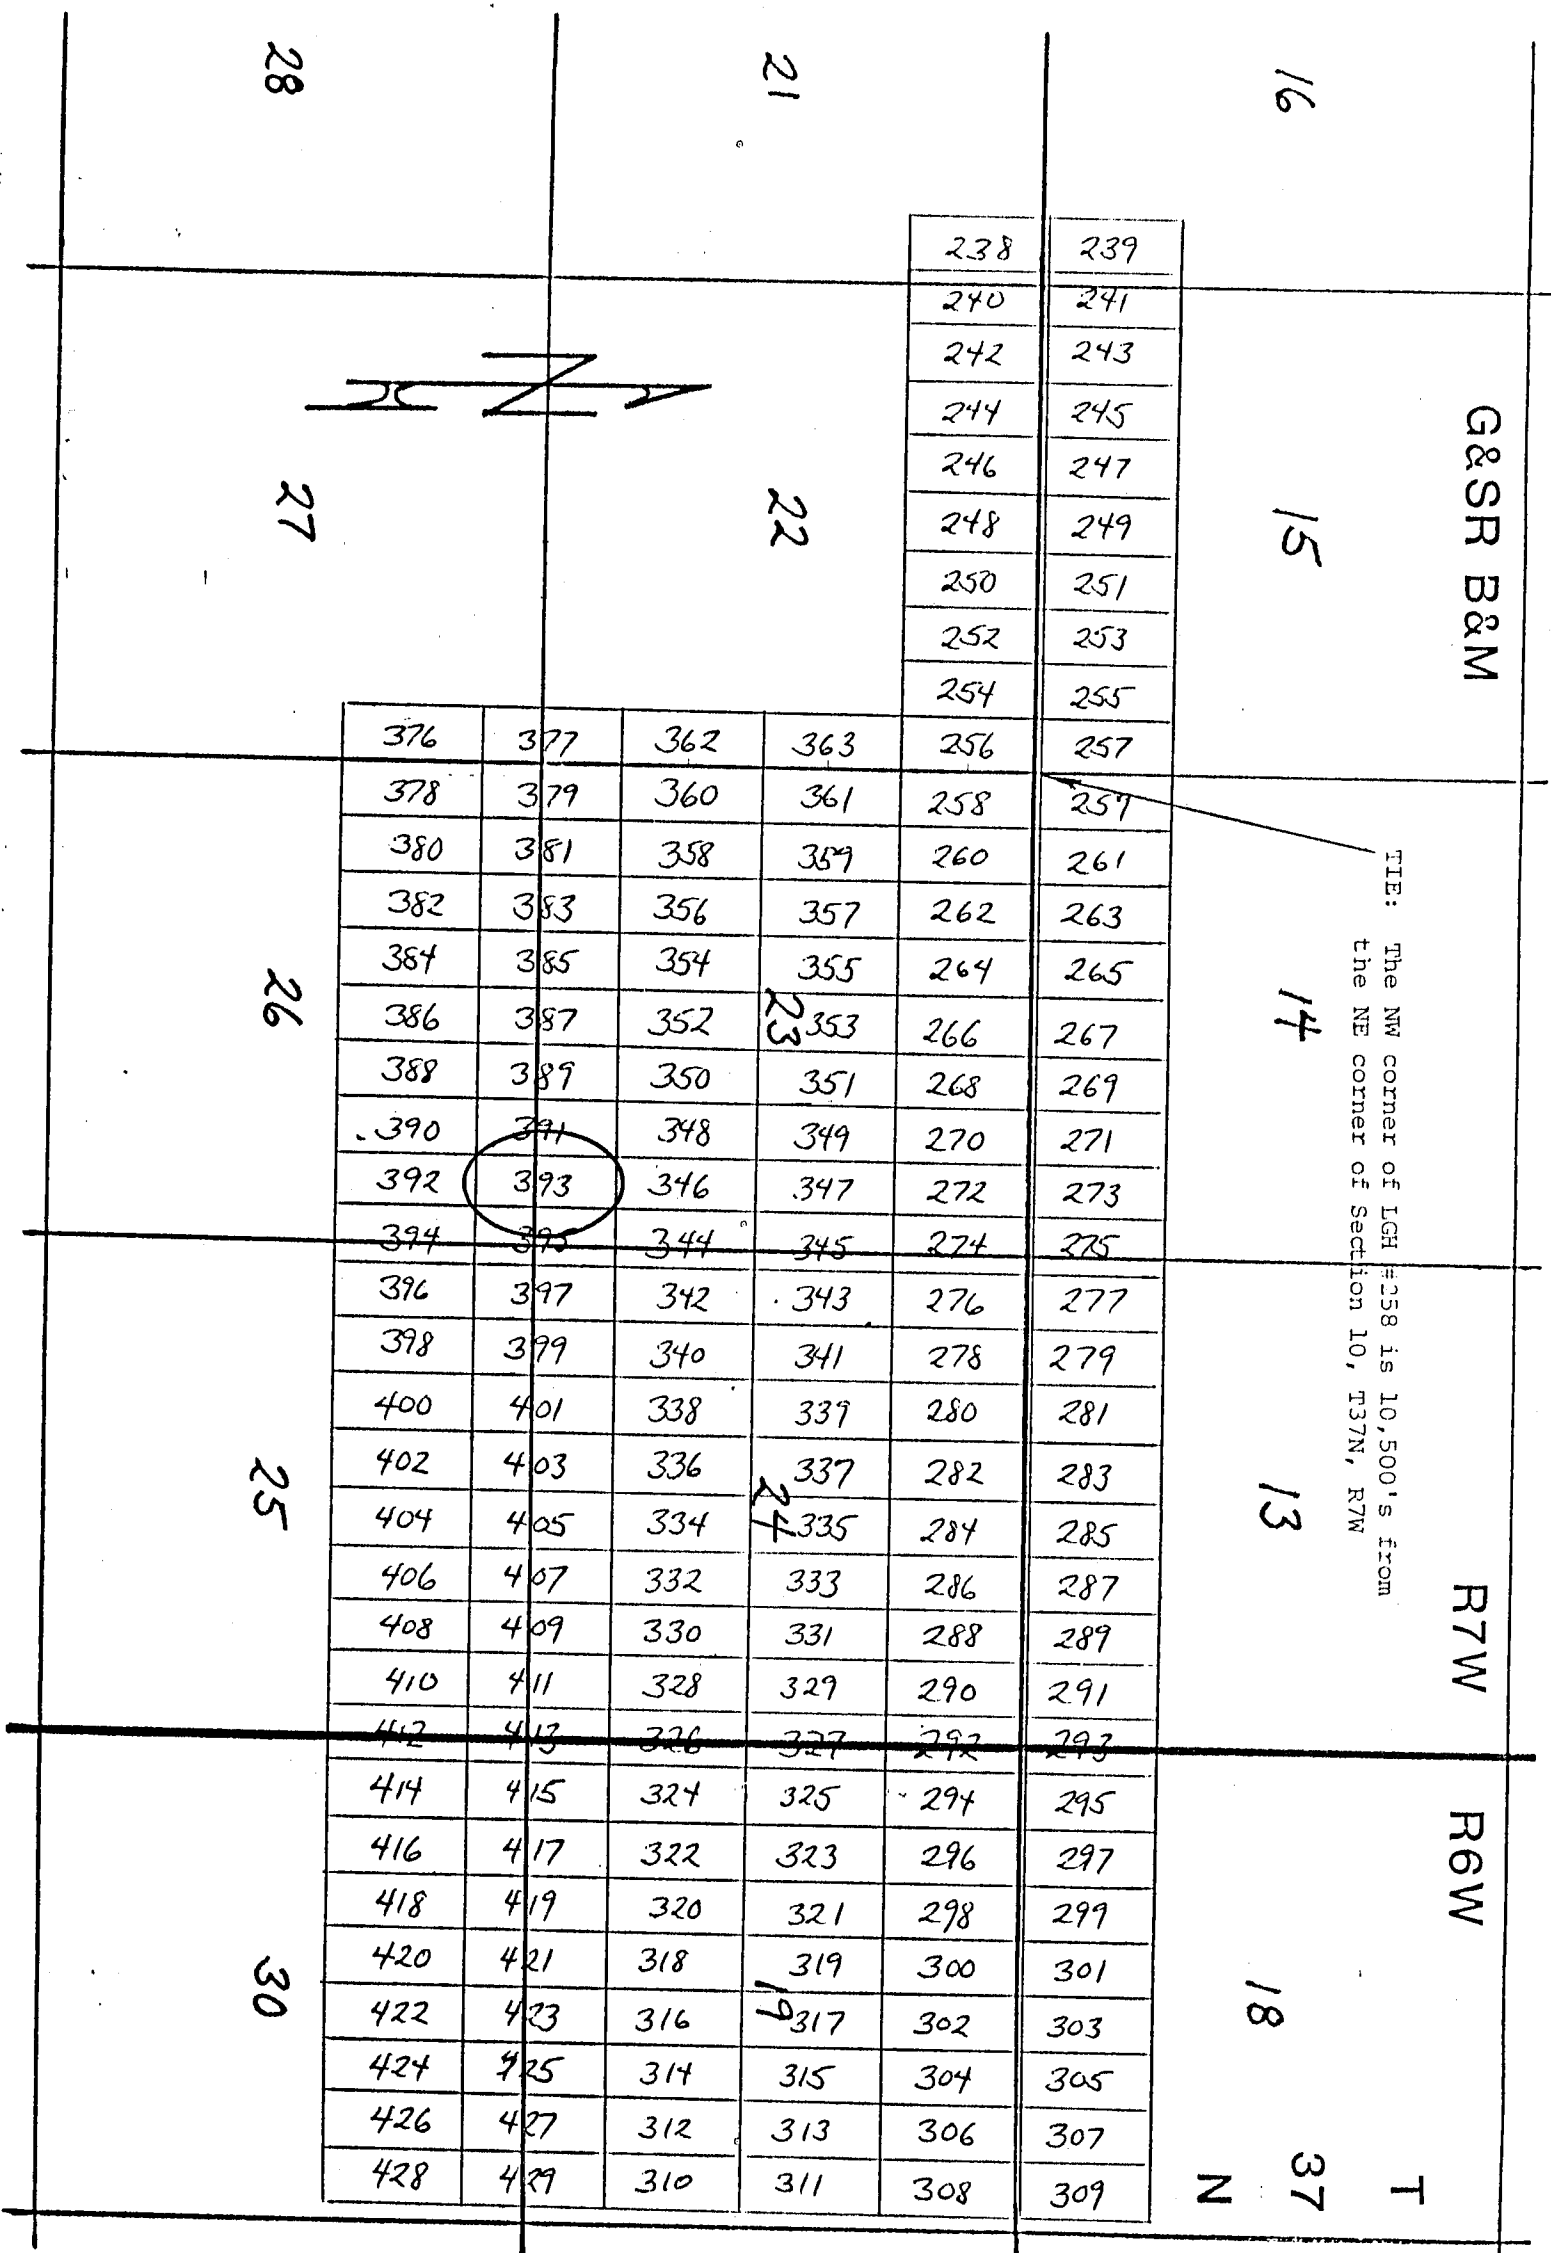 G&SR B&M
R7W
R6W
T
37
N
16
15
14
13
18
TIE: The NW corner of LGH #258 is 10,500's from
the NE corner of Section 10, T37N, R7W
21
22
23
24
19
28
27
26
25
30
N
238 239
240 241
242 243
244 245
246 247
248 249
250 251
252 253
254 255
376 377 362 363 256 257
378 379 360 361 258 257
380 381 358 359 260 261
382 383 356 357 262 263
384 385 354 355 264 265
386 387 352 353 266 267
388 389 350 351 268 269
390 391 348 349 270 271
392 393 346 347 272 273
394 395 344 345 274 275
396 397 342 343 276 277
398 399 340 341 278 279
400 401 338 339 280 281
402 403 336 337 282 283
404 405 334 335 284 285
406 407 332 333 286 287
408 409 330 331 288 289
410 411 328 329 290 291
412 413 326 327 292 293
414 415 324 325 294 295
416 417 322 323 296 297
418 419 320 321 298 299
420 421 318 319 300 301
422 423 316 317 302 303
424 425 314 315 304 305
426 427 312 313 306 307
428 429 310 311 308 309